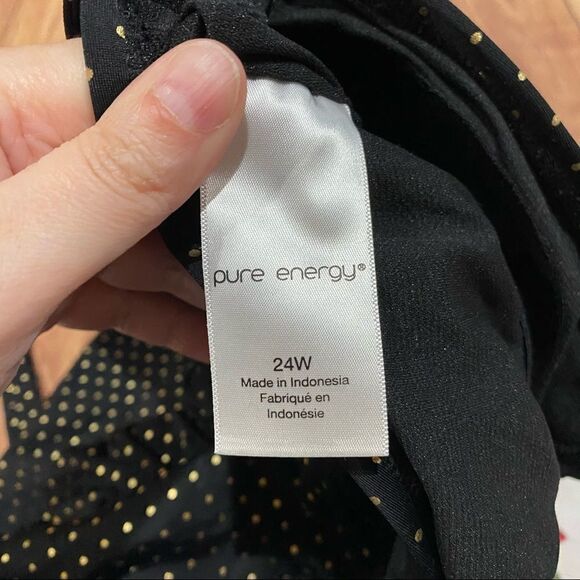 pure energy®
24W
Made in Indonesia
Fabriqué en
Indonésie